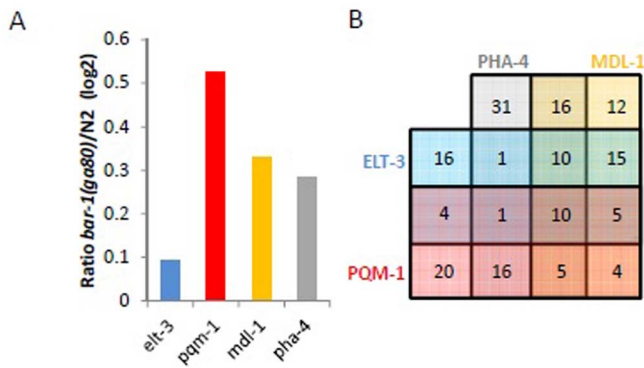 A
B
Ratio bar-1(ga80)/N2 (log2)
0.6
0.5
0.4
0.3
0.2
0.1
0
elt-3
pqm-1
mdl-1
pha-4
PHA-4 MDL-1
31 16 12
ELT-3 16 1 10 15
4 1 10 5
PQM-1 20 16 5 4